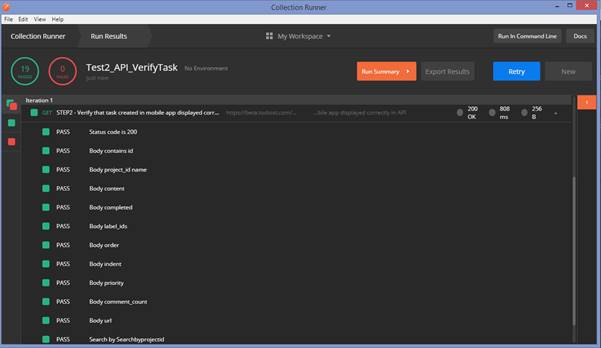 Collection Runner
File Edit View Help
Collection Runner Run Results My Workspace Run In Command Line Docs
19 PASSED 0 FAILED Test2_API_VerifyTask No Environment Run Summary Export Results Retry New
just now
Iteration 1
GET STEP2 - Verify that task created in mobile app displayed corr... https://beta.todoist.com/... ...bile app displayed correctly in API 200 OK 808 ms 256 B
1
PASS Status code is 200
PASS Body contains id
PASS Body project_id name
PASS Body content
PASS Body completed
PASS Body label_ids
PASS Body order
PASS Body indent
PASS Body priority
PASS Body comment_count
PASS Body url
PASS Search by Searchbyprojectid